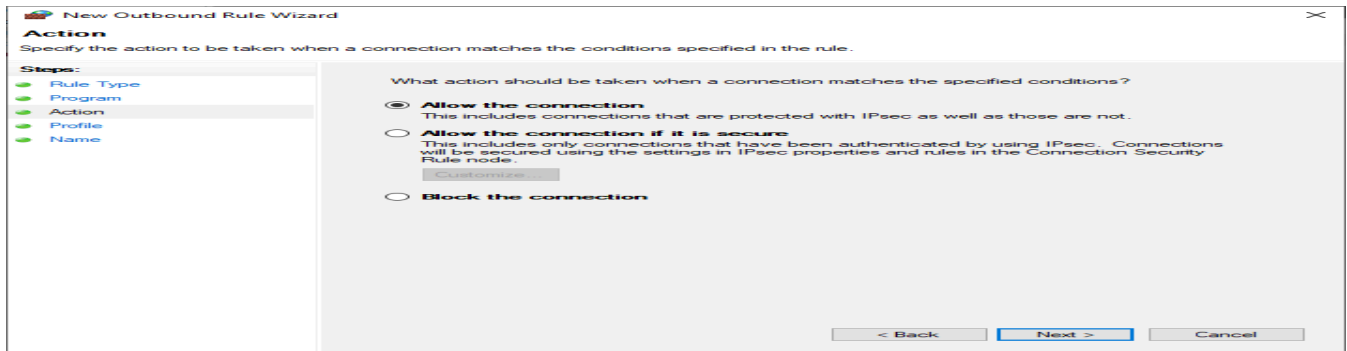 New Outbound Rule Wizard
Action
Specify the action to be taken when a connection matches the conditions specified in the rule.
Steps:
Rule Type
Program
Action
Profile
Name
What action should be taken when a connection matches the specified conditions?
Allow the connection
This includes connections that are protected with IPsec as well as those are not.
Allow the connection if it is secure
This includes only connections that have been authenticated by using IPsec. Connections
will be secured using the settings in IPsec properties and rules in the Connection Security
Rule node.
Customize...
Block the connection
< Back
Next >
Cancel